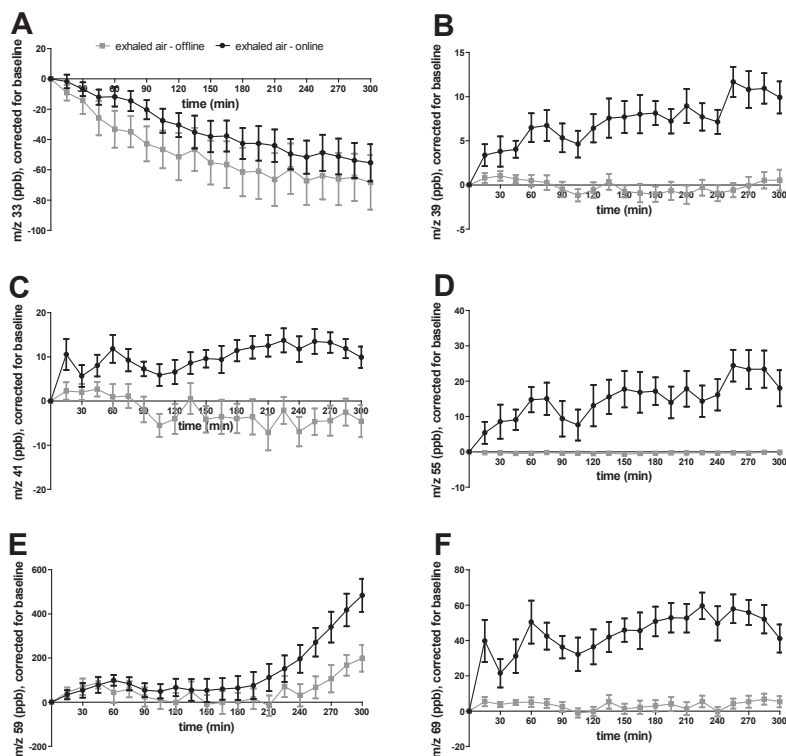 A
exhaled air - offline exhaled air - online
20
0
-20
-40
-60
-80
-100
30 60 90 120 150 180 210 240 270 300
time (min)
m/z 33 (ppb), corrected for baseline
B
15
10
5
0
-5
30 60 90 120 150 180 210 240 270 300
time (min)
m/z 39 (ppb), corrected for baseline
C
20
10
0
-10
-20
30 60 90 120 150 180 210 240 270 300
time (min)
m/z 41 (ppb), corrected for baseline
D
40
30
20
10
0
-10
30 60 90 120 150 180 210 240 270 300
time (min)
m/z 55 (ppb), corrected for baseline
E
600
400
200
0
-200
30 60 90 120 150 180 210 240 270 300
time (min)
m/z 59 (ppb), corrected for baseline
F
80
60
40
20
0
-20
30 60 90 120 150 180 210 240 270 300
time (min)
m/z 69 (ppb), corrected for baseline